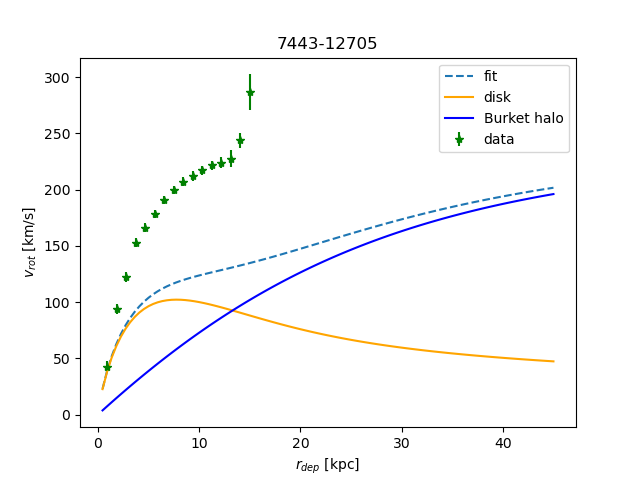 7443-12705
300
250
200
150
100
50
0
v_rot [km/s]
fit
disk
Burket halo
data
0 10 20 30 40
r_dep [kpc]